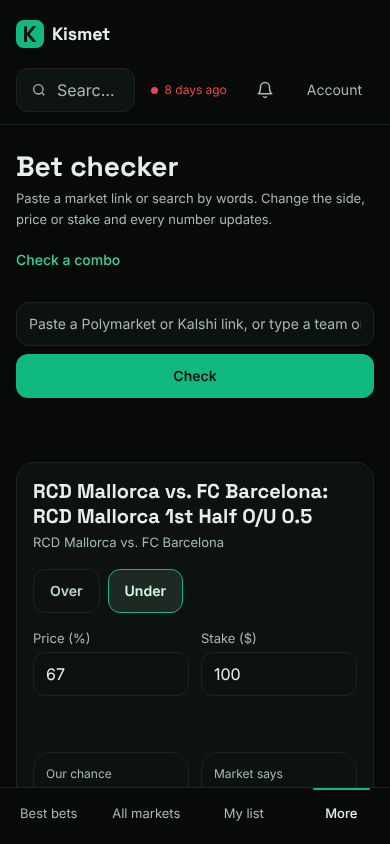 K Kismet
Searc...
8 days ago
Account
Bet checker
Paste a market link or search by words. Change the side,
price or stake and every number updates.
Check a combo
Paste a Polymarket or Kalshi link, or type a team o
Check
RCD Mallorca vs. FC Barcelona:
RCD Mallorca 1st Half O/U 0.5
RCD Mallorca vs. FC Barcelona
Over
Under
Price (%)
Stake ($)
67
100
Our chance
Market says
Best bets
All markets
My list
More